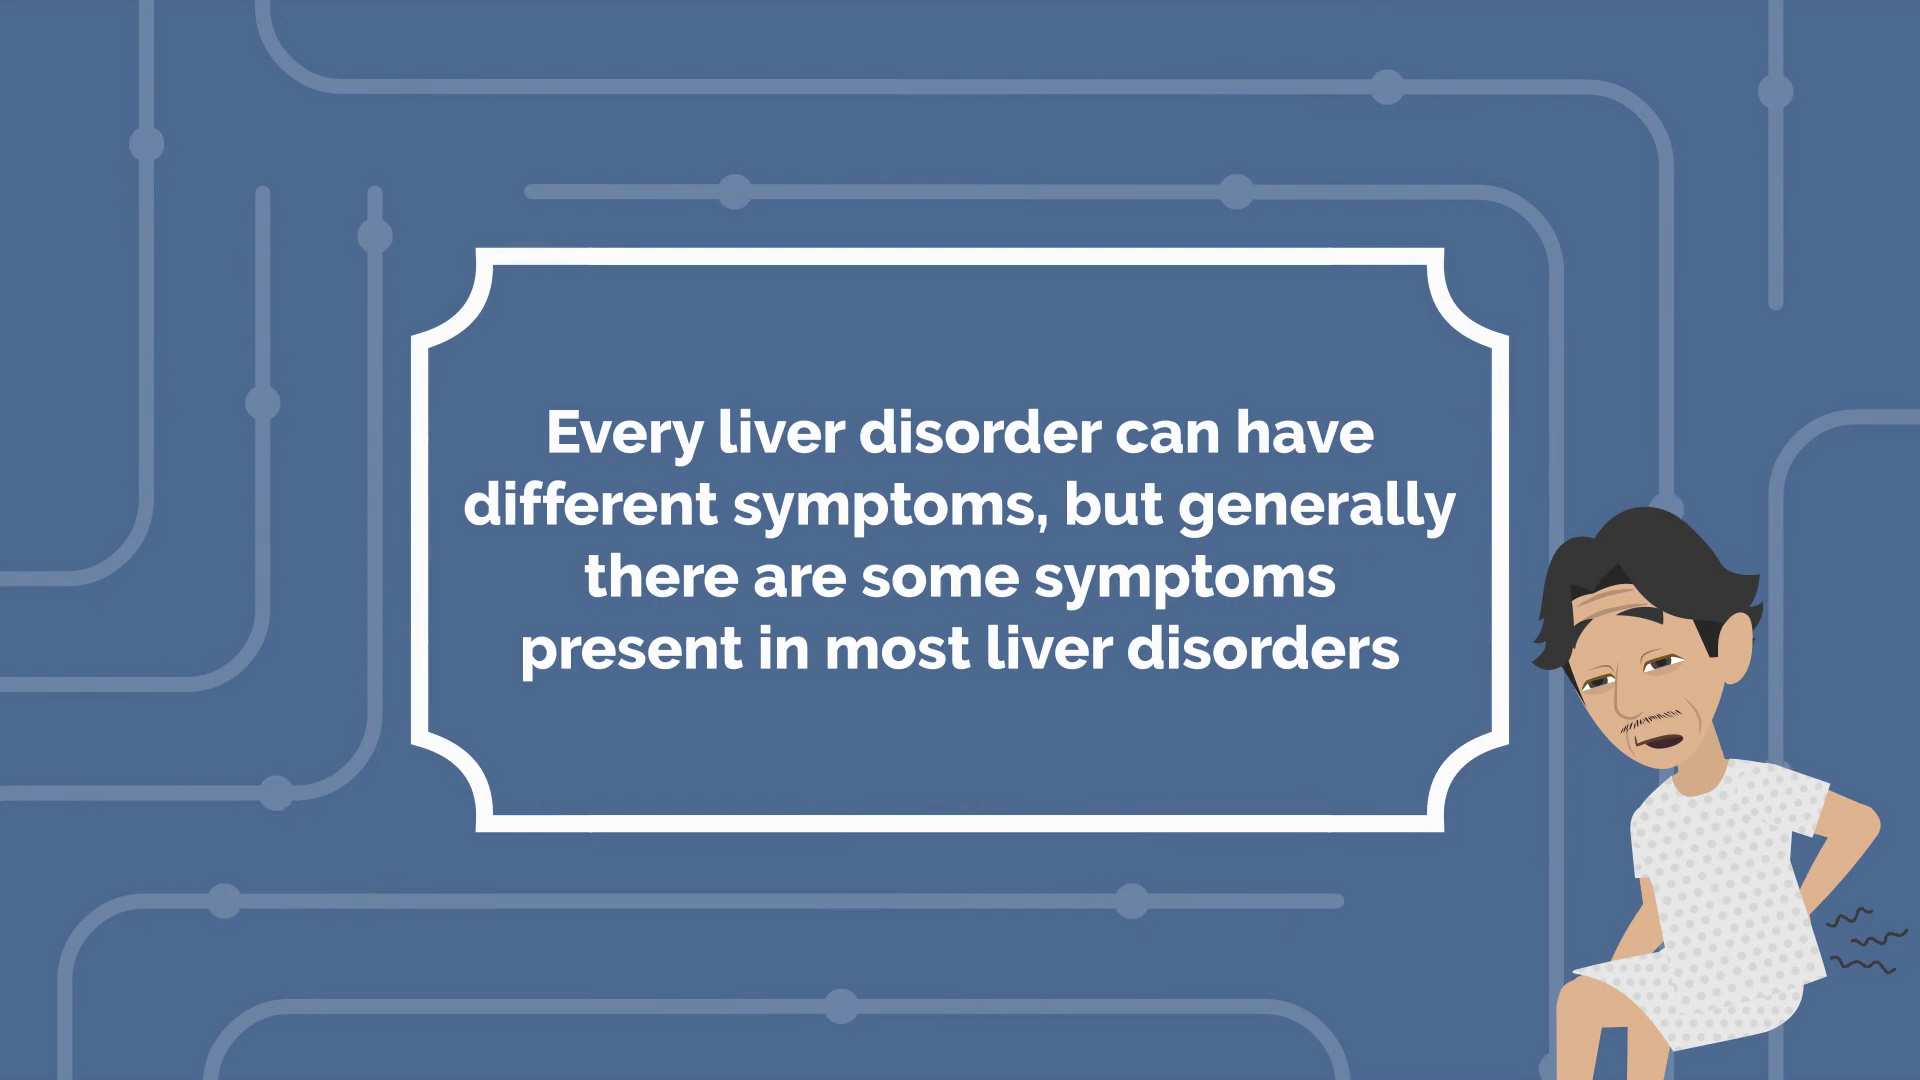 Every liver disorder can have
different symptoms, but generally
there are some symptoms
present in most liver disorders